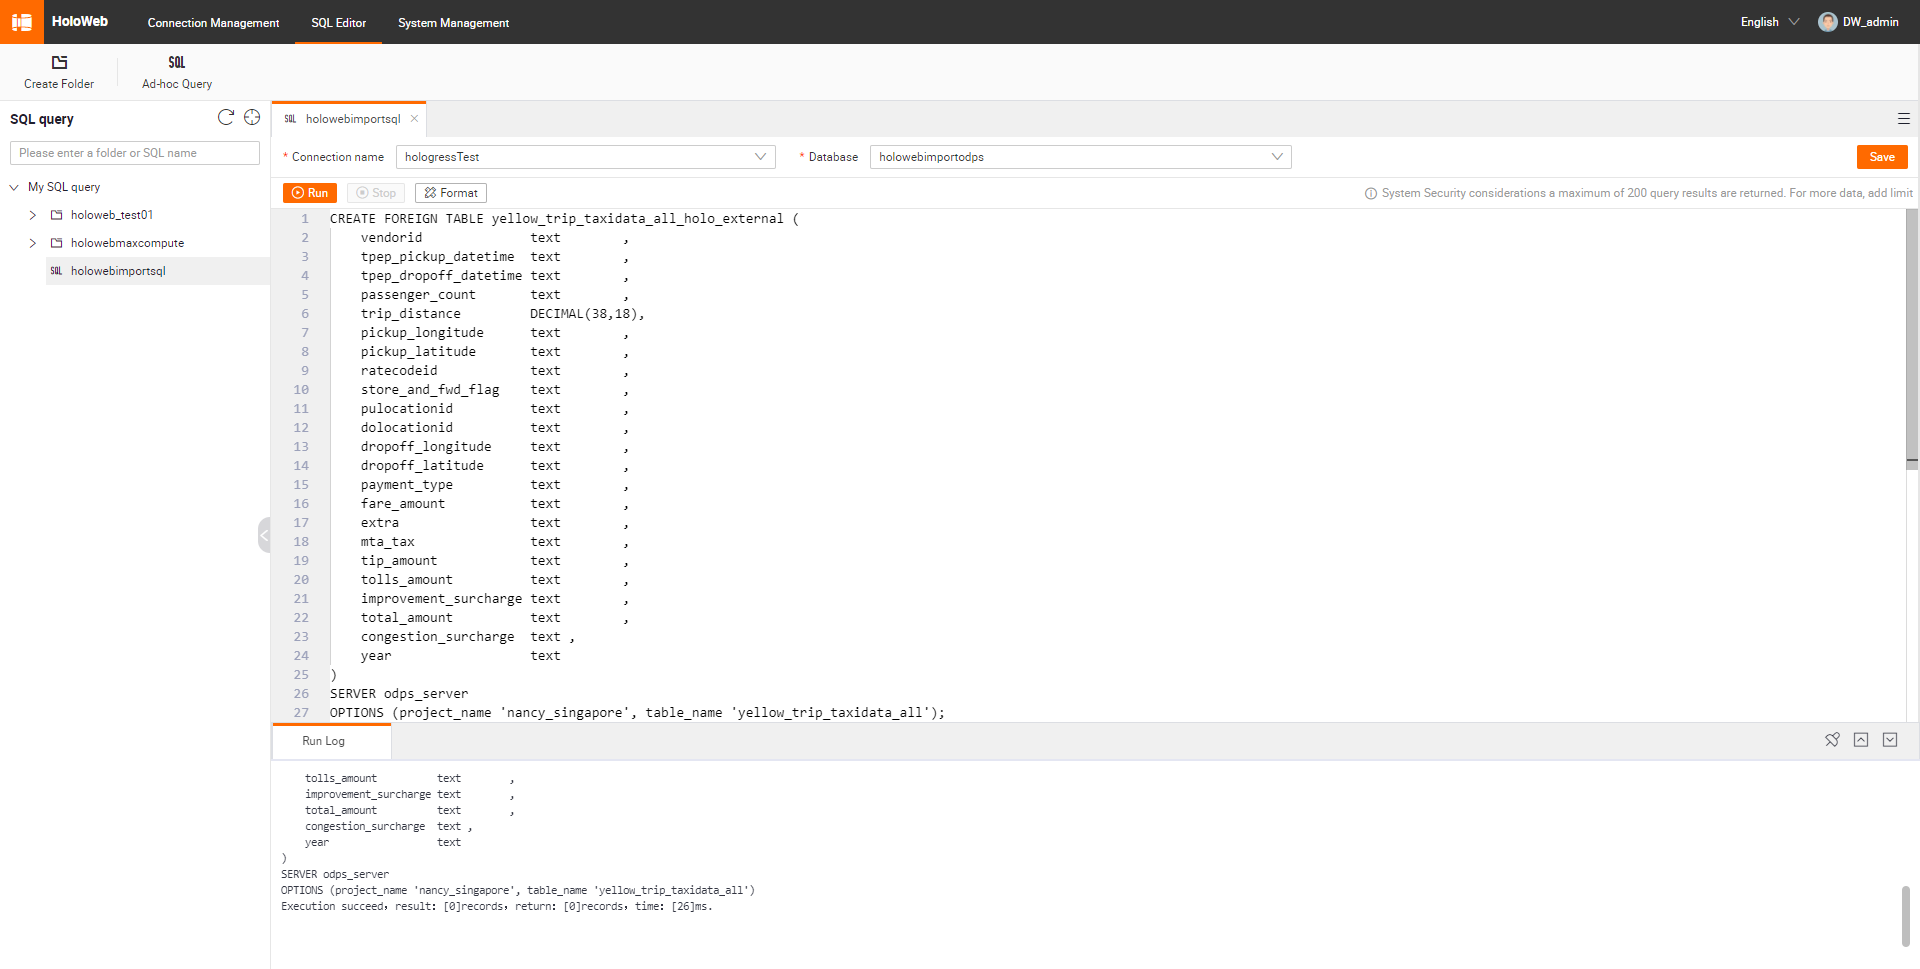 HoloWeb Connection Management SQL Editor System Management English DW_admin
SQL
Create Folder Ad-hoc Query
SQL query
Please enter a folder or SQL name
My SQL query
holoweb_test01
holowebmaxcompute
SQL holowebimportsql
SQL holowebimportsql
* Connection name hologressTest * Database holowebimportodps Save
Run Stop Format System Security considerations a maximum of 200 query results are returned. For more data, add limit
1 CREATE FOREIGN TABLE yellow_trip_taxidata_all_holo_external (
2 vendorid text ,
3 tpep_pickup_datetime text ,
4 tpep_dropoff_datetime text ,
5 passenger_count text ,
6 trip_distance DECIMAL(38,18),
7 pickup_longitude text ,
8 pickup_latitude text ,
9 ratecodeid text ,
10 store_and_fwd_flag text ,
11 pulocationid text ,
12 dolocationid text ,
13 dropoff_longitude text ,
14 dropoff_latitude text ,
15 payment_type text ,
16 fare_amount text ,
17 extra text ,
18 mta_tax text ,
19 tip_amount text ,
20 tolls_amount text ,
21 improvement_surcharge text ,
22 total_amount text ,
23 congestion_surcharge text ,
24 year text
25 )
26 SERVER odps_server
27 OPTIONS (project_name 'nancy_singapore', table_name 'yellow_trip_taxidata_all');
Run Log
tolls_amount text ,
improvement_surcharge text ,
total_amount text ,
congestion_surcharge text ,
year text
)
SERVER odps_server
OPTIONS (project_name 'nancy_singapore', table_name 'yellow_trip_taxidata_all')
Execution succeed, result: [0]records, return: [0]records, time: [26]ms.